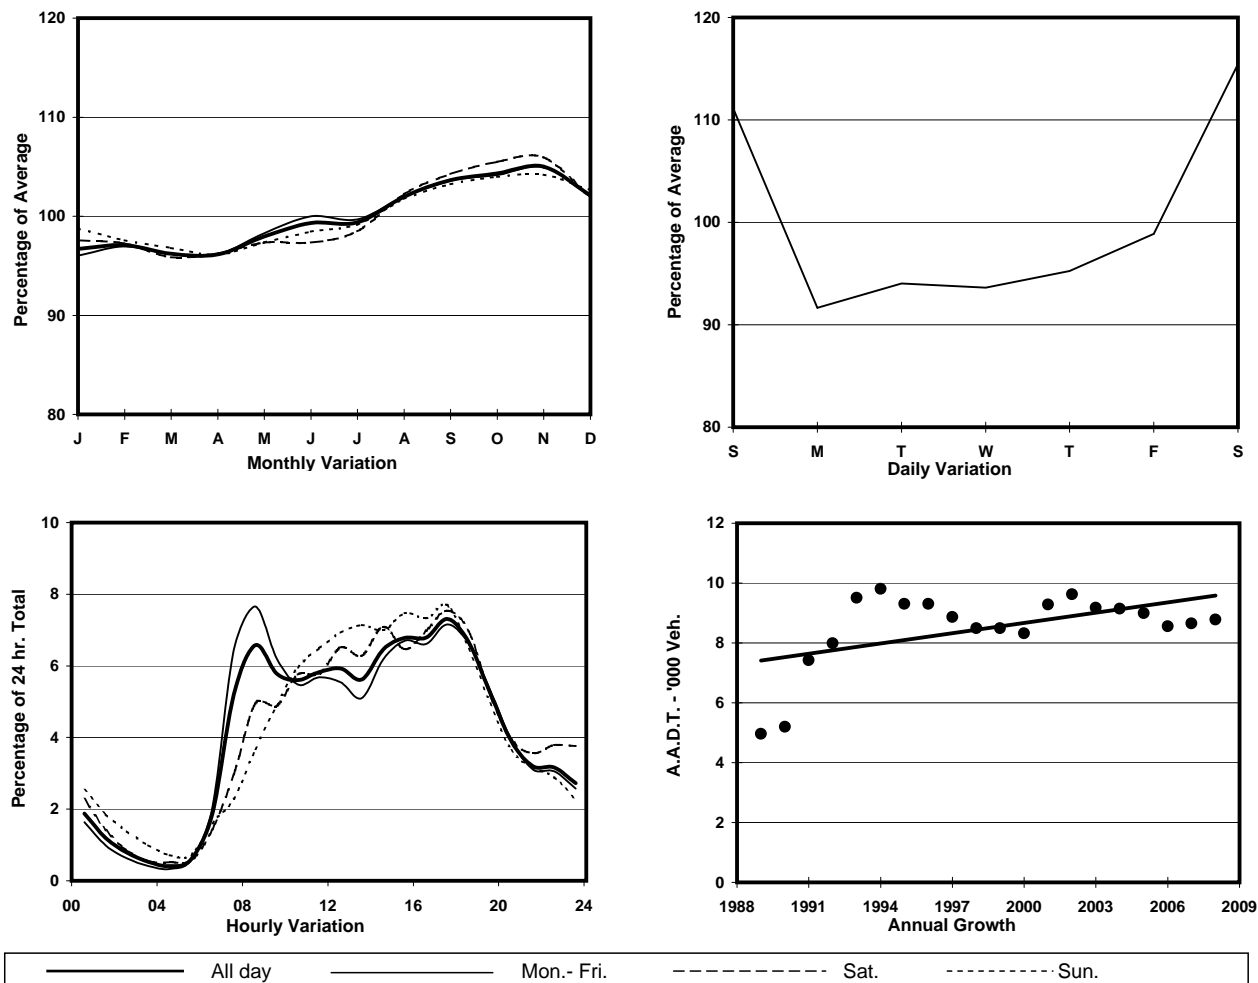 120
110
100
90
80
Percentage of Average
J F M A M J J A S O N D
Monthly Variation
120
110
100
90
80
Percentage of Average
S M T W T F S
Daily Variation
10
8
6
4
2
0
Percentage of 24 hr. Total
00 04 08 12 16 20 24
Hourly Variation
12
10
8
6
4
2
0
A.A.D.T. - '000 Veh.
1988 1991 1994 1997 2000 2003 2006 2009
Annual Growth
All day Mon.- Fri. Sat. Sun.